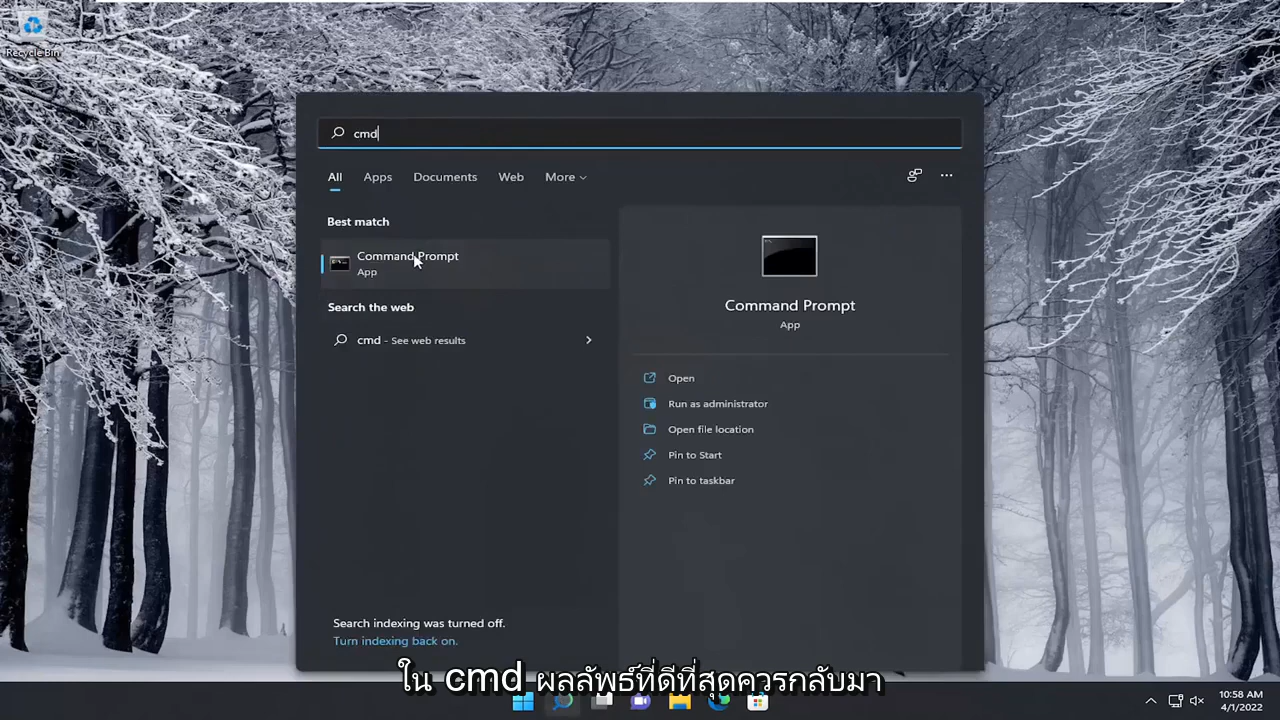 Recycle Bin
cmd
All Apps Documents Web More
Best match
Command Prompt
App
Search the web
cmd - See web results
Command Prompt
App
Open
Run as administrator
Open file location
Pin to Start
Pin to taskbar
Search indexing was turned off.
Turn indexing back on.
ใน cmd ผลลัพธ์ที่ดีที่สุดควรกลับมา
10:58 AM
4/1/2022